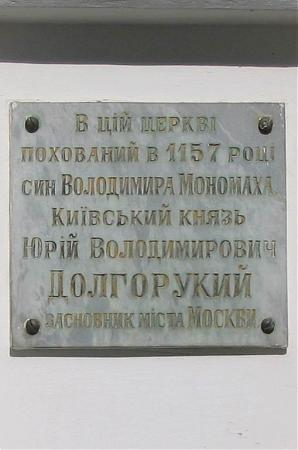 В ЦІЙ ЦЕРКВІ
ПОХОВАНИЙ В 1157 РОЦІ
СИН ВОЛОДИМИРА МОНОМАХА
КИЇВСЬКИЙ КНЯЗЬ
ЮРІЙ ВОЛОДИМИРОВИЧ
ДОЛГОРУКИЙ
ЗАСНОВНИК МІСТА МОСКВИ